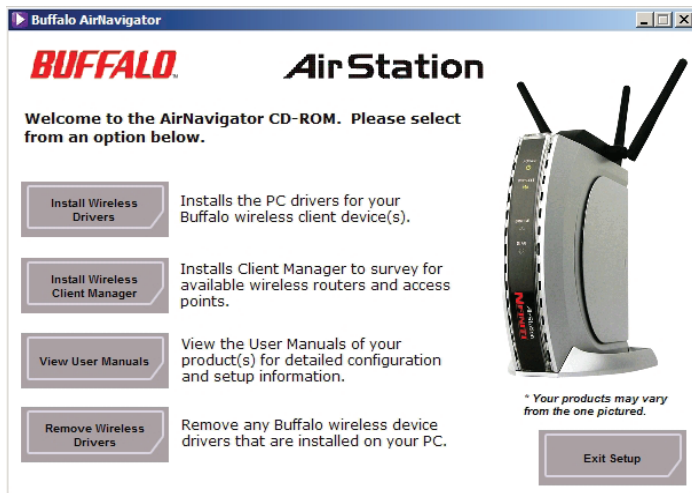 Buffalo AirNavigator
BUFFALO
AirStation
Welcome to the AirNavigator CD-ROM. Please select
from an option below.
Install Wireless
Drivers
Installs the PC drivers for your
Buffalo wireless client device(s).
Install Wireless
Client Manager
Installs Client Manager to survey for
available wireless routers and access
points.
View User Manuals
View the User Manuals of your
product(s) for detailed configuration
and setup information.
Remove Wireless
Drivers
Remove any Buffalo wireless device
drivers that are installed on your PC.
AirStation
NFINITI
* Your products may vary
from the one pictured.
Exit Setup